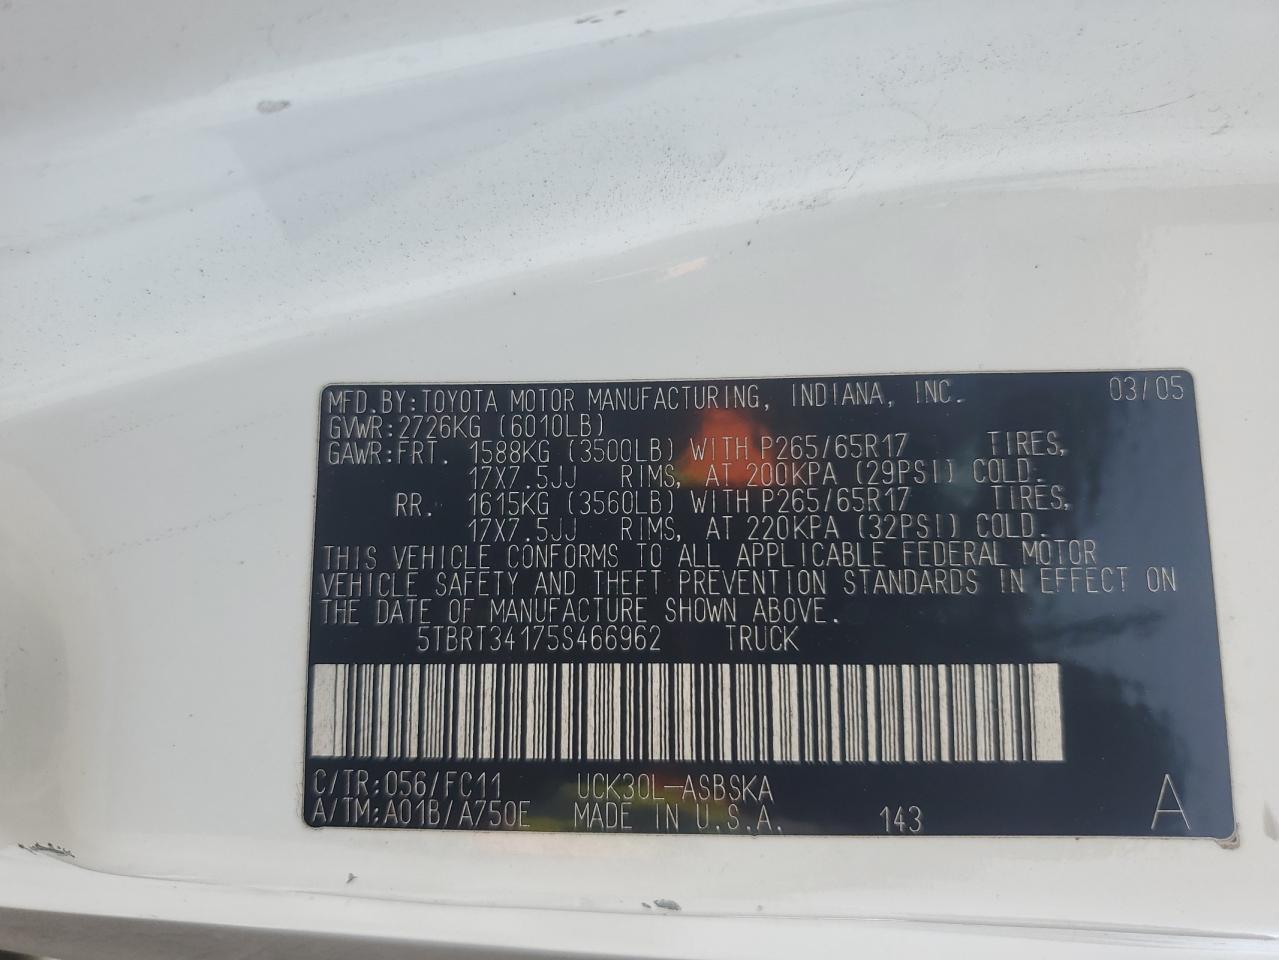 MFD.BY:TOYOTA MOTOR MANUFACTURING, INDIANA, INC. 03/05
GVWR:2726KG (6010LB)
GAWR:FRT. 1588KG (3500LB) WITH P265/65R17 TIRES,
17X7.5JJ RIMS, AT 200KPA (29PSI) COLD.
RR. 1615KG (3560LB) WITH P265/65R17 TIRES,
17X7.5JJ RIMS, AT 220KPA (32PSI) COLD.
THIS VEHICLE CONFORMS TO ALL APPLICABLE FEDERAL MOTOR
VEHICLE SAFETY AND THEFT PREVENTION STANDARDS IN EFFECT ON
THE DATE OF MANUFACTURE SHOWN ABOVE.
5TBRT34175S466962 TRUCK
C/TR:056/FC11 UCK30L-ASBSKA
A/TM:A01B/A750E MADE IN U.S.A. 143 A